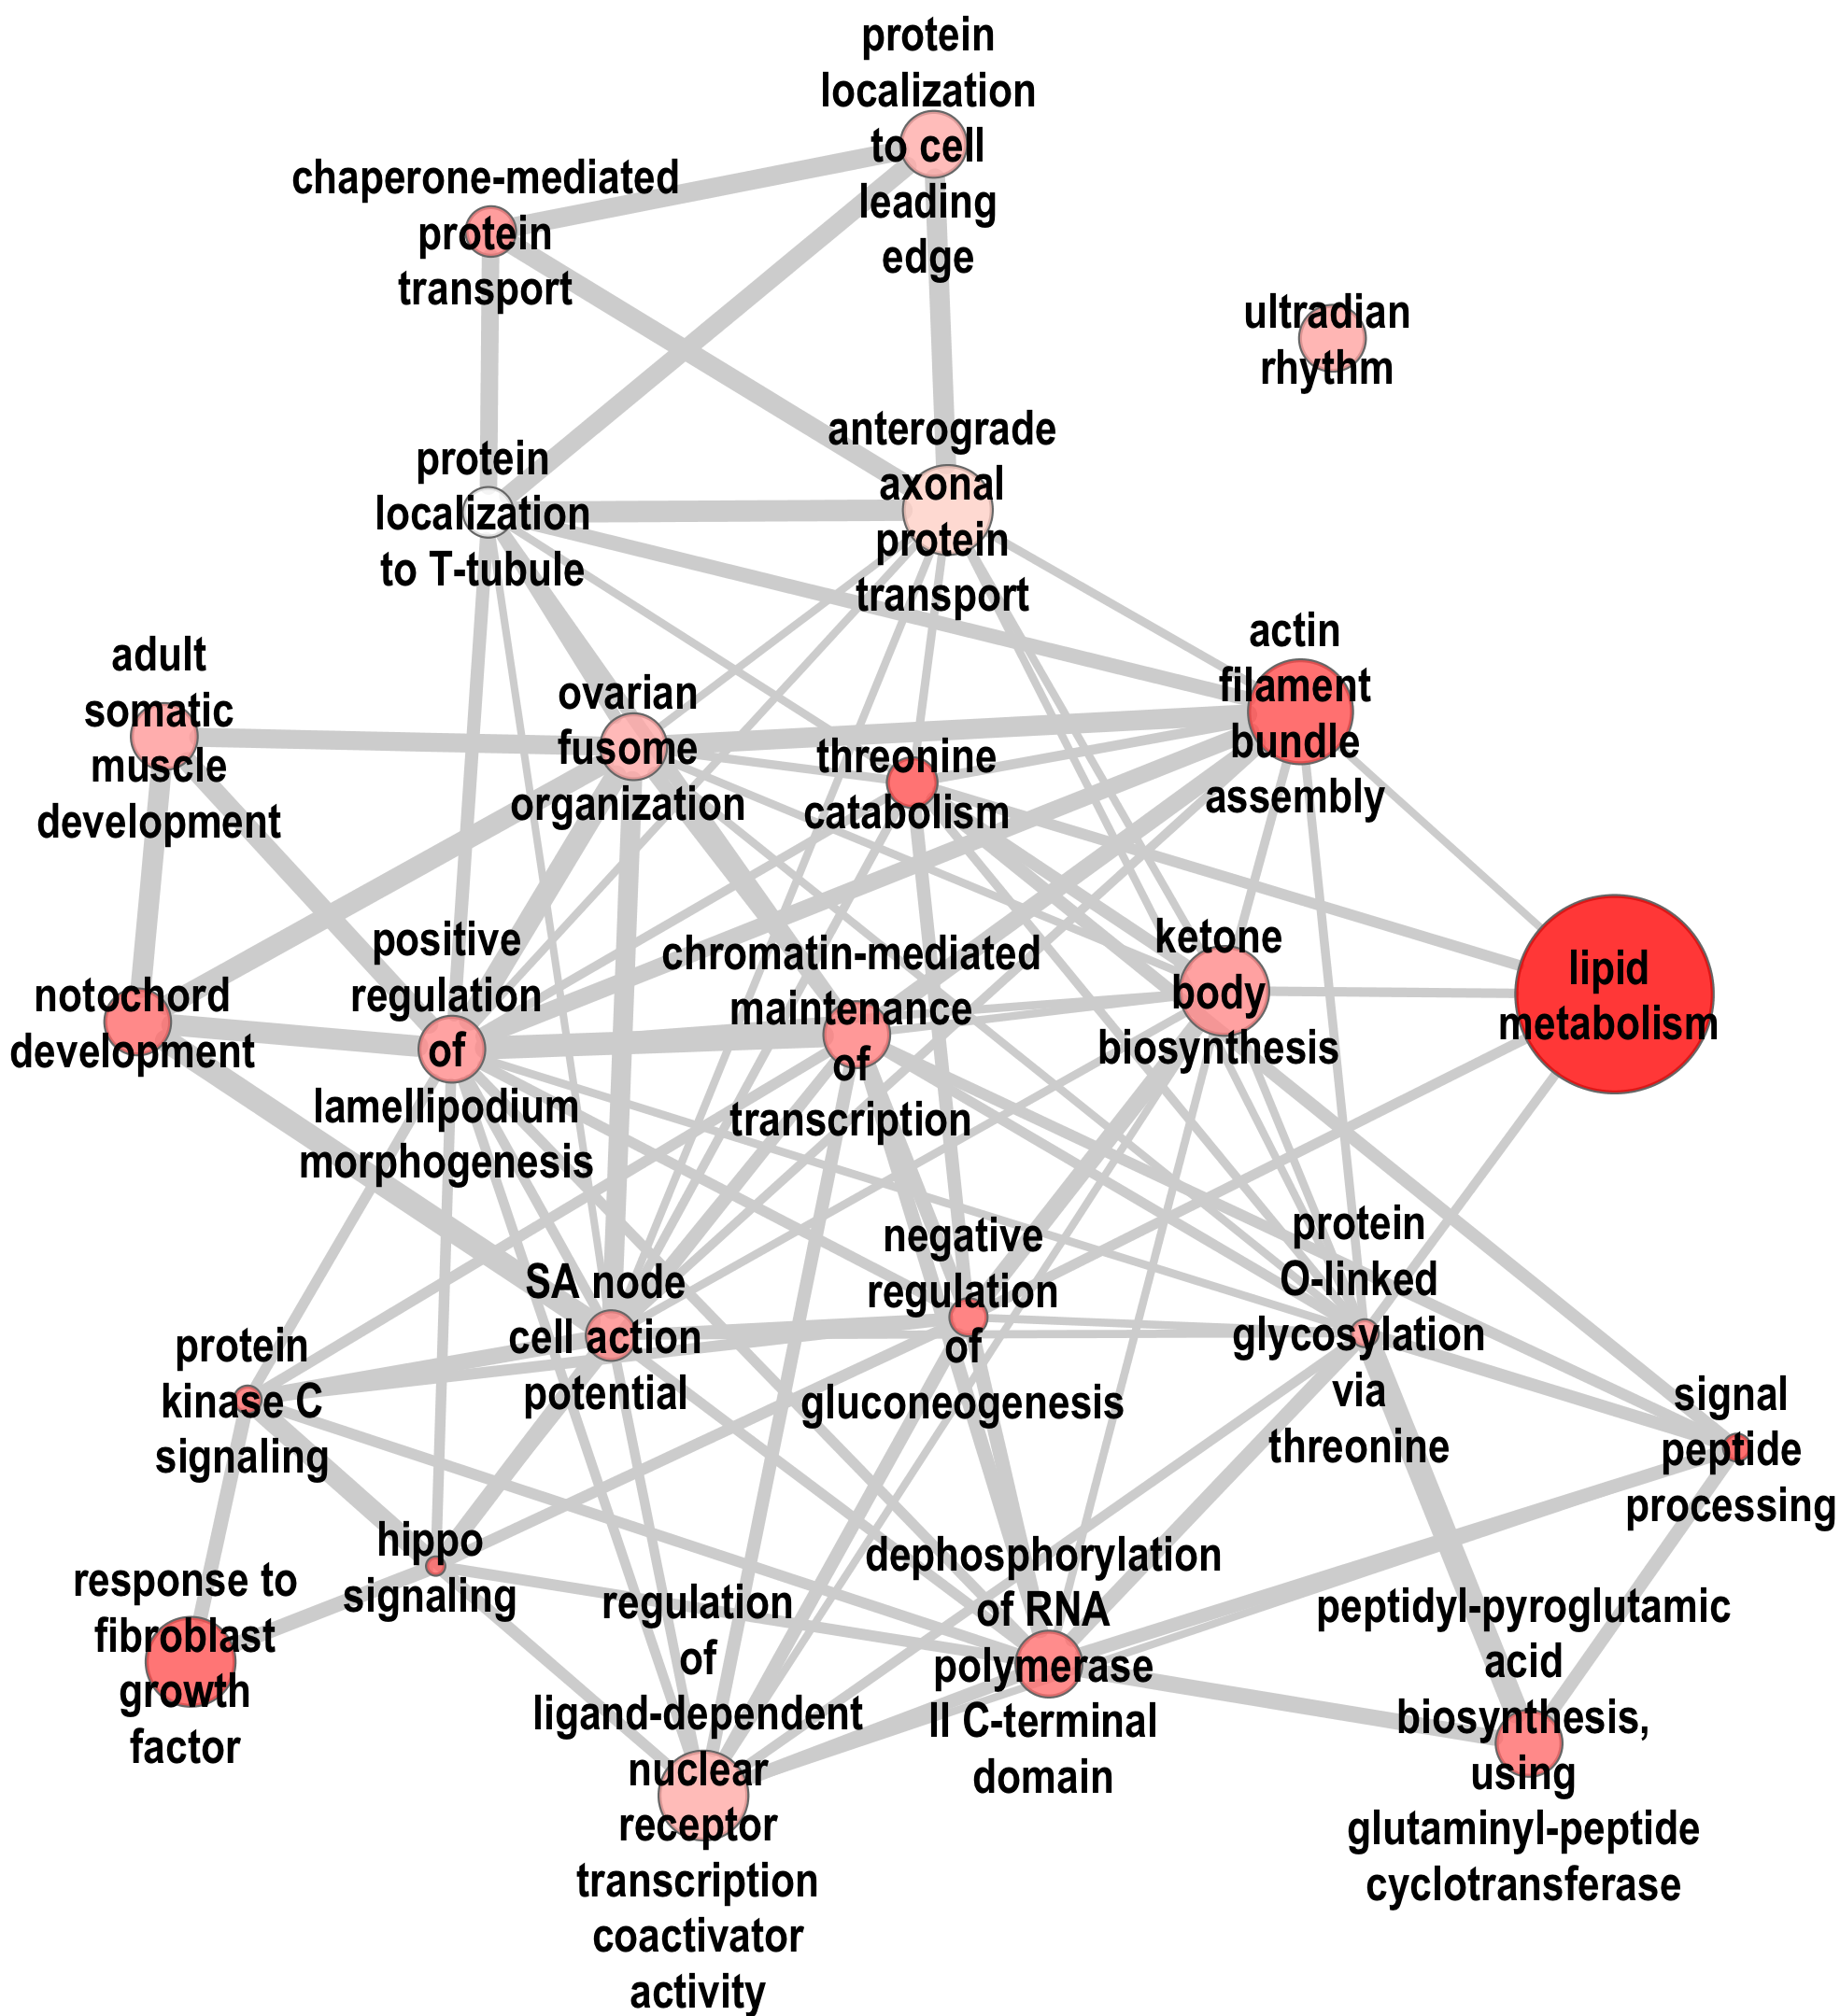 protein
localization
to cell
leading
edge
chaperone-mediated
protein
transport
ultradian
rhythm
anterograde
axonal
protein
transport
protein
localization
to T-tubule
actin
filament
bundle
assembly
adult
somatic
muscle
development
ovarian
fusome
organization
threonine
catabolism
lipid
metabolism
notochord
development
positive
regulation
of
lamellipodium
morphogenesis
chromatin-mediated
maintenance
of
transcription
ketone
body
biosynthesis
protein
kinase C
signaling
SA node
cell action
potential
negative
regulation
of
gluconeogenesis
protein
O-linked
glycosylation
via
threonine
signal
peptide
processing
response to
fibroblast
growth
factor
hippo
signaling
regulation
of
ligand-dependent
nuclear
receptor
transcription
coactivator
activity
dephosphorylation
of RNA
polymerase
II C-terminal
domain
peptidyl-pyroglutamic
acid
biosynthesis,
using
glutaminyl-peptide
cyclotransferase